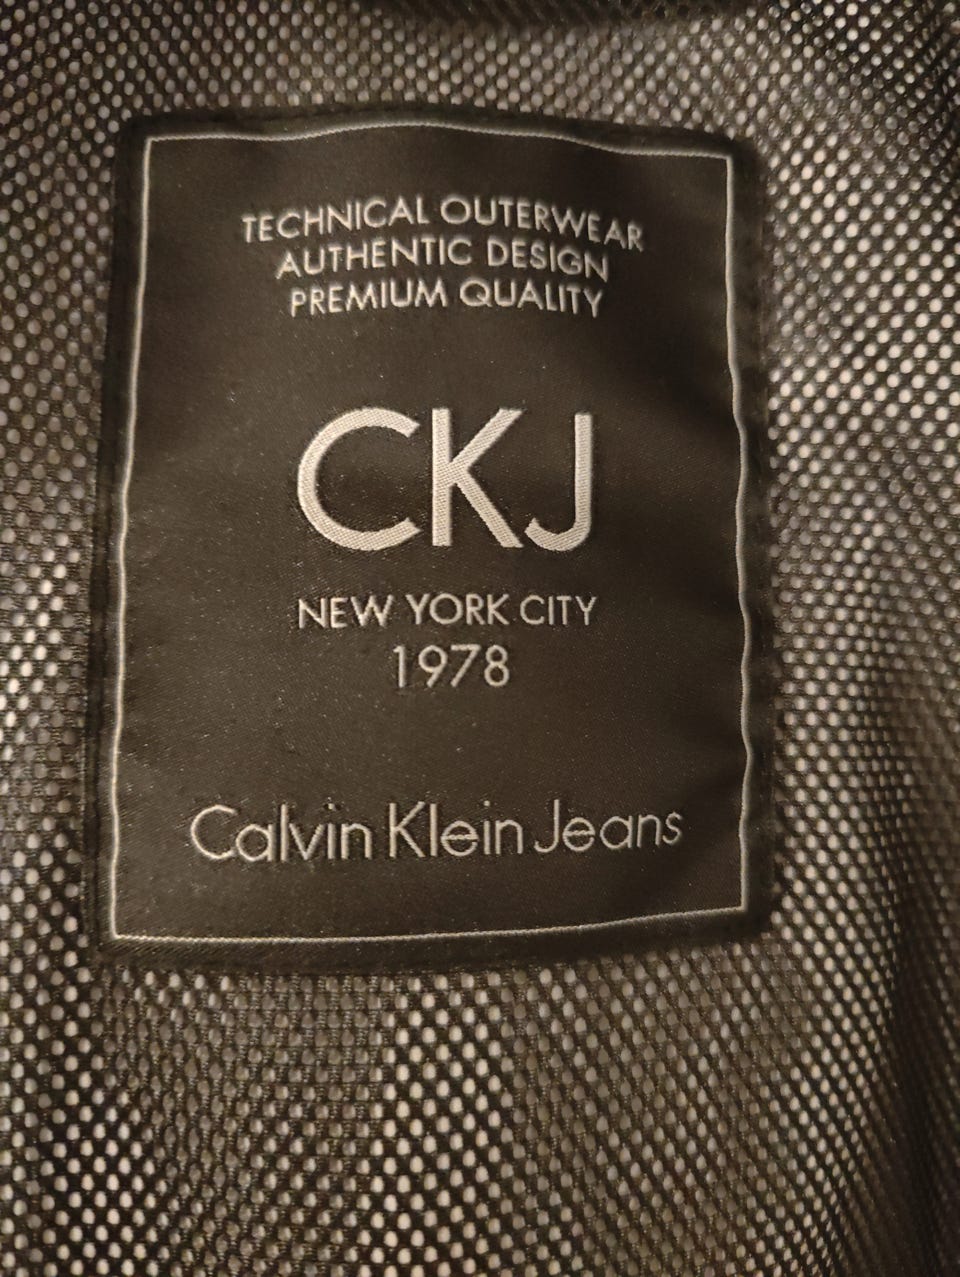 TECHNICAL OUTERWEAR
AUTHENTIC DESIGN
PREMIUM QUALITY
CKJ
NEW YORK CITY
1978
Calvin Klein Jeans